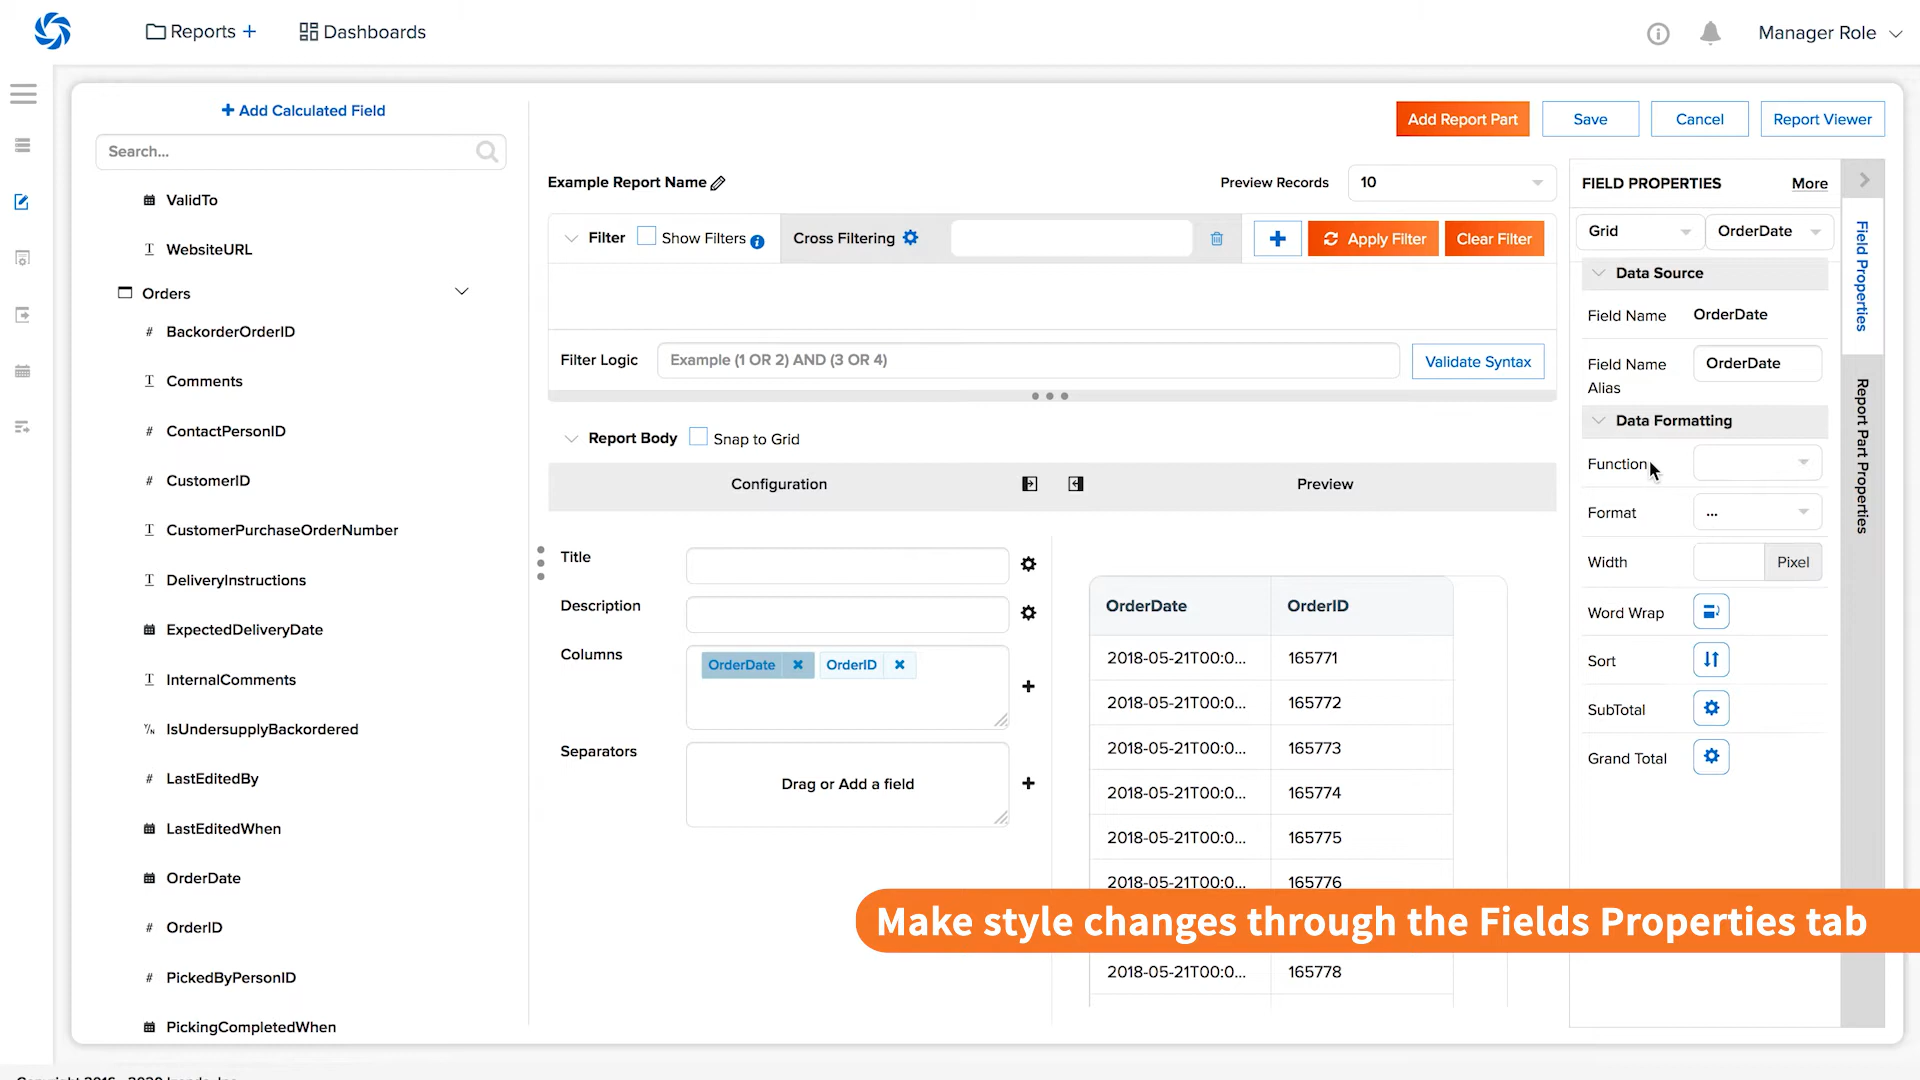 Reports +
Dashboards
Manager Role
+ Add Calculated Field
Search...
ValidTo
WebsiteURL
Orders
BackorderOrderID
Comments
ContactPersonID
CustomerID
CustomerPurchaseOrderNumber
DeliveryInstructions
ExpectedDeliveryDate
InternalComments
IsUndersupplyBackordered
LastEditedBy
LastEditedWhen
OrderDate
OrderID
PickedByPersonID
PickingCompletedWhen
Add Report Part
Save
Cancel
Report Viewer
Example Report Name
Preview Records
10
Filter
Show Filters
Cross Filtering
+
Apply Filter
Clear Filter
Filter Logic
Example (1 OR 2) AND (3 OR 4)
Validate Syntax
Report Body
Snap to Grid
Configuration
Preview
Title
Description
Columns
OrderDate
OrderID
Separators
Drag or Add a field
OrderDate OrderID
2018-05-21T00:0... 165771
2018-05-21T00:0... 165772
2018-05-21T00:0... 165773
2018-05-21T00:0... 165774
2018-05-21T00:0... 165775
2018-05-21T00:0... 165776
2018-05-21T00:0... 165778
FIELD PROPERTIES
More
Grid
OrderDate
Data Source
Field Name
OrderDate
Field Name
Alias
OrderDate
Data Formatting
Function
Format
...
Width
Pixel
Word Wrap
Sort
SubTotal
Grand Total
Field Properties
Report Part Properties
Make style changes through the Fields Properties tab